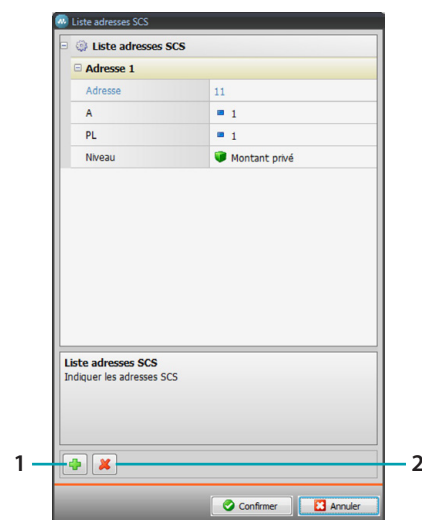 Liste adresses SCS
Liste adresses SCS
Adresse 1
Adresse 11
A 1
PL 1
Niveau Montant privé
Liste adresses SCS
Indiquer les adresses SCS
1 2
Confirmer Annuler